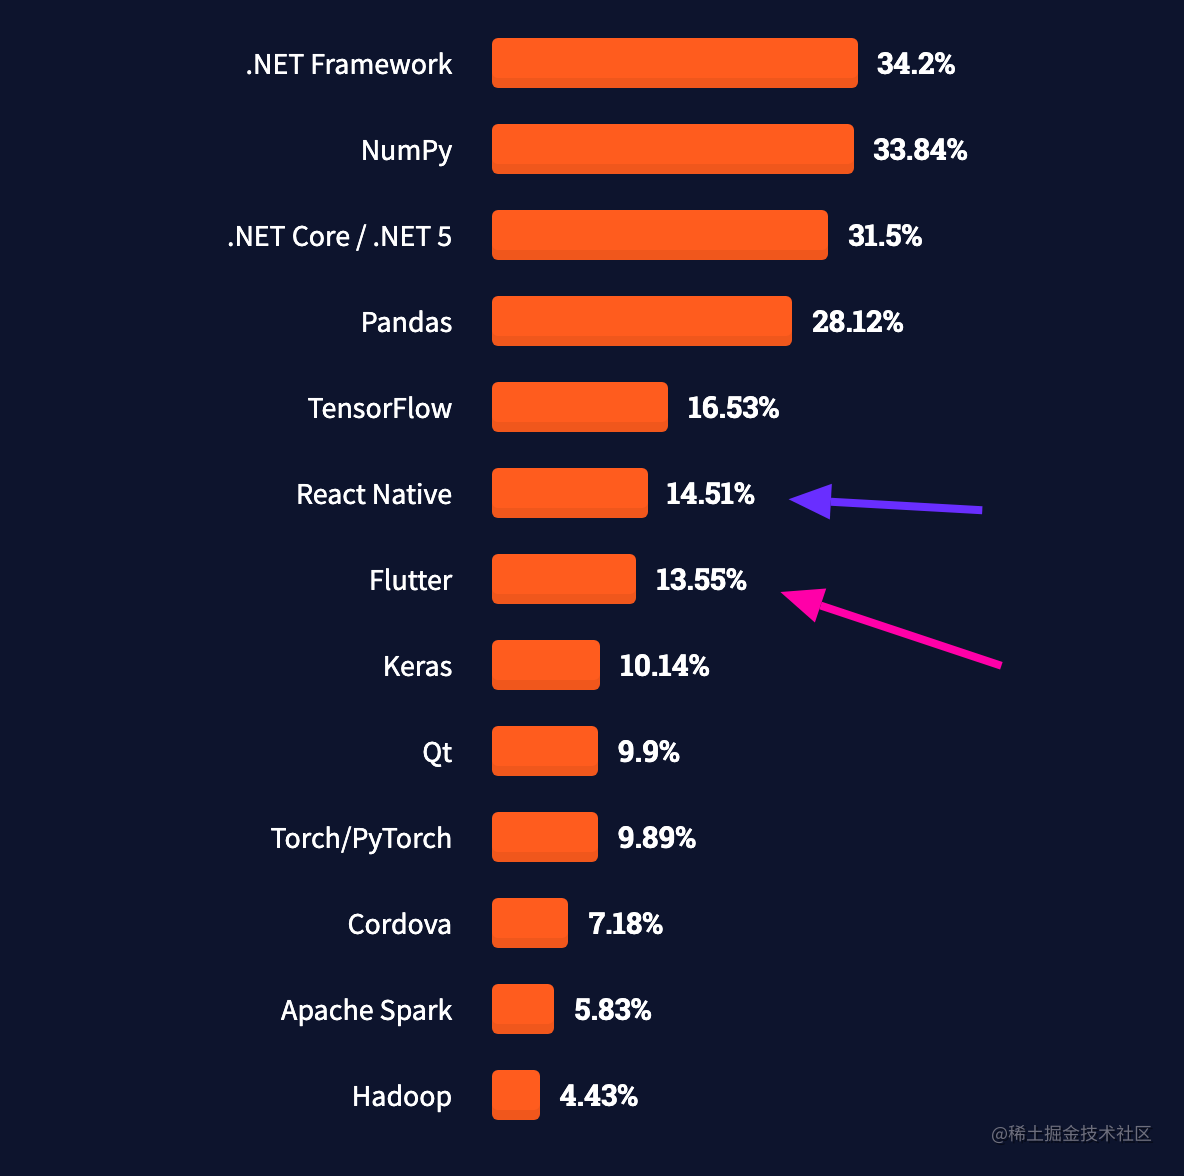 .NET Framework 34.2%
NumPy 33.84%
.NET Core / .NET 5 31.5%
Pandas 28.12%
TensorFlow 16.53%
React Native 14.51%
Flutter 13.55%
Keras 10.14%
Qt 9.9%
Torch/PyTorch 9.89%
Cordova 7.18%
Apache Spark 5.83%
Hadoop 4.43%
@稀土掘金技术社区